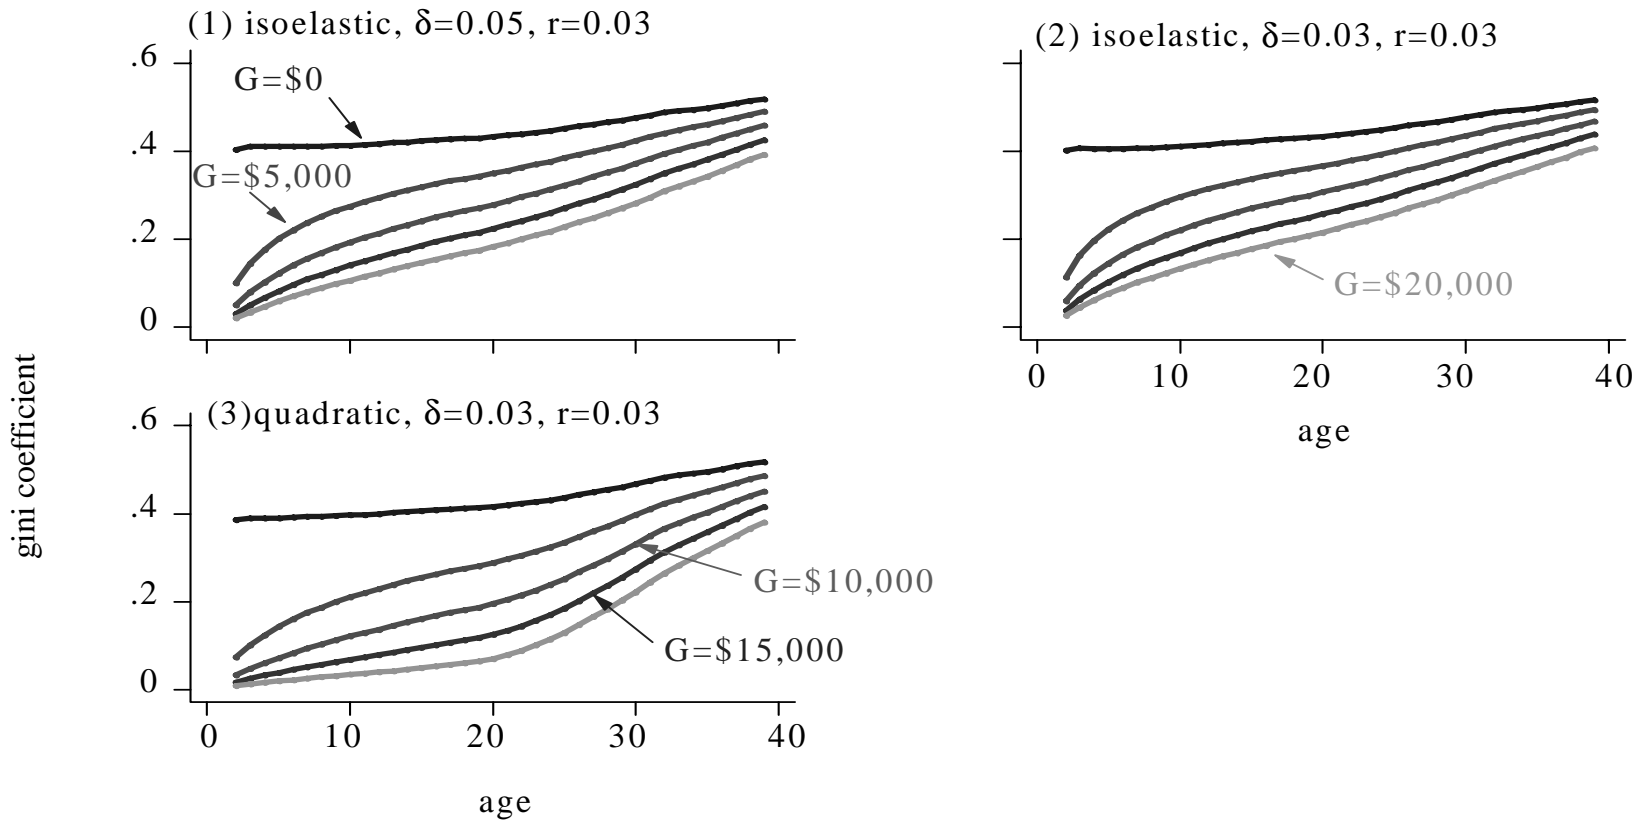 (1) isoelastic, δ=0.05, r=0.03
.6
G=$0
.4
G=$5,000
.2
0
(2) isoelastic, δ=0.03, r=0.03
G=$20,000
0 10 20 30 40
age
gini coefficient
(3)quadratic, δ=0.03, r=0.03
.6
.4
G=$10,000
.2
G=$15,000
0
0 10 20 30 40
age